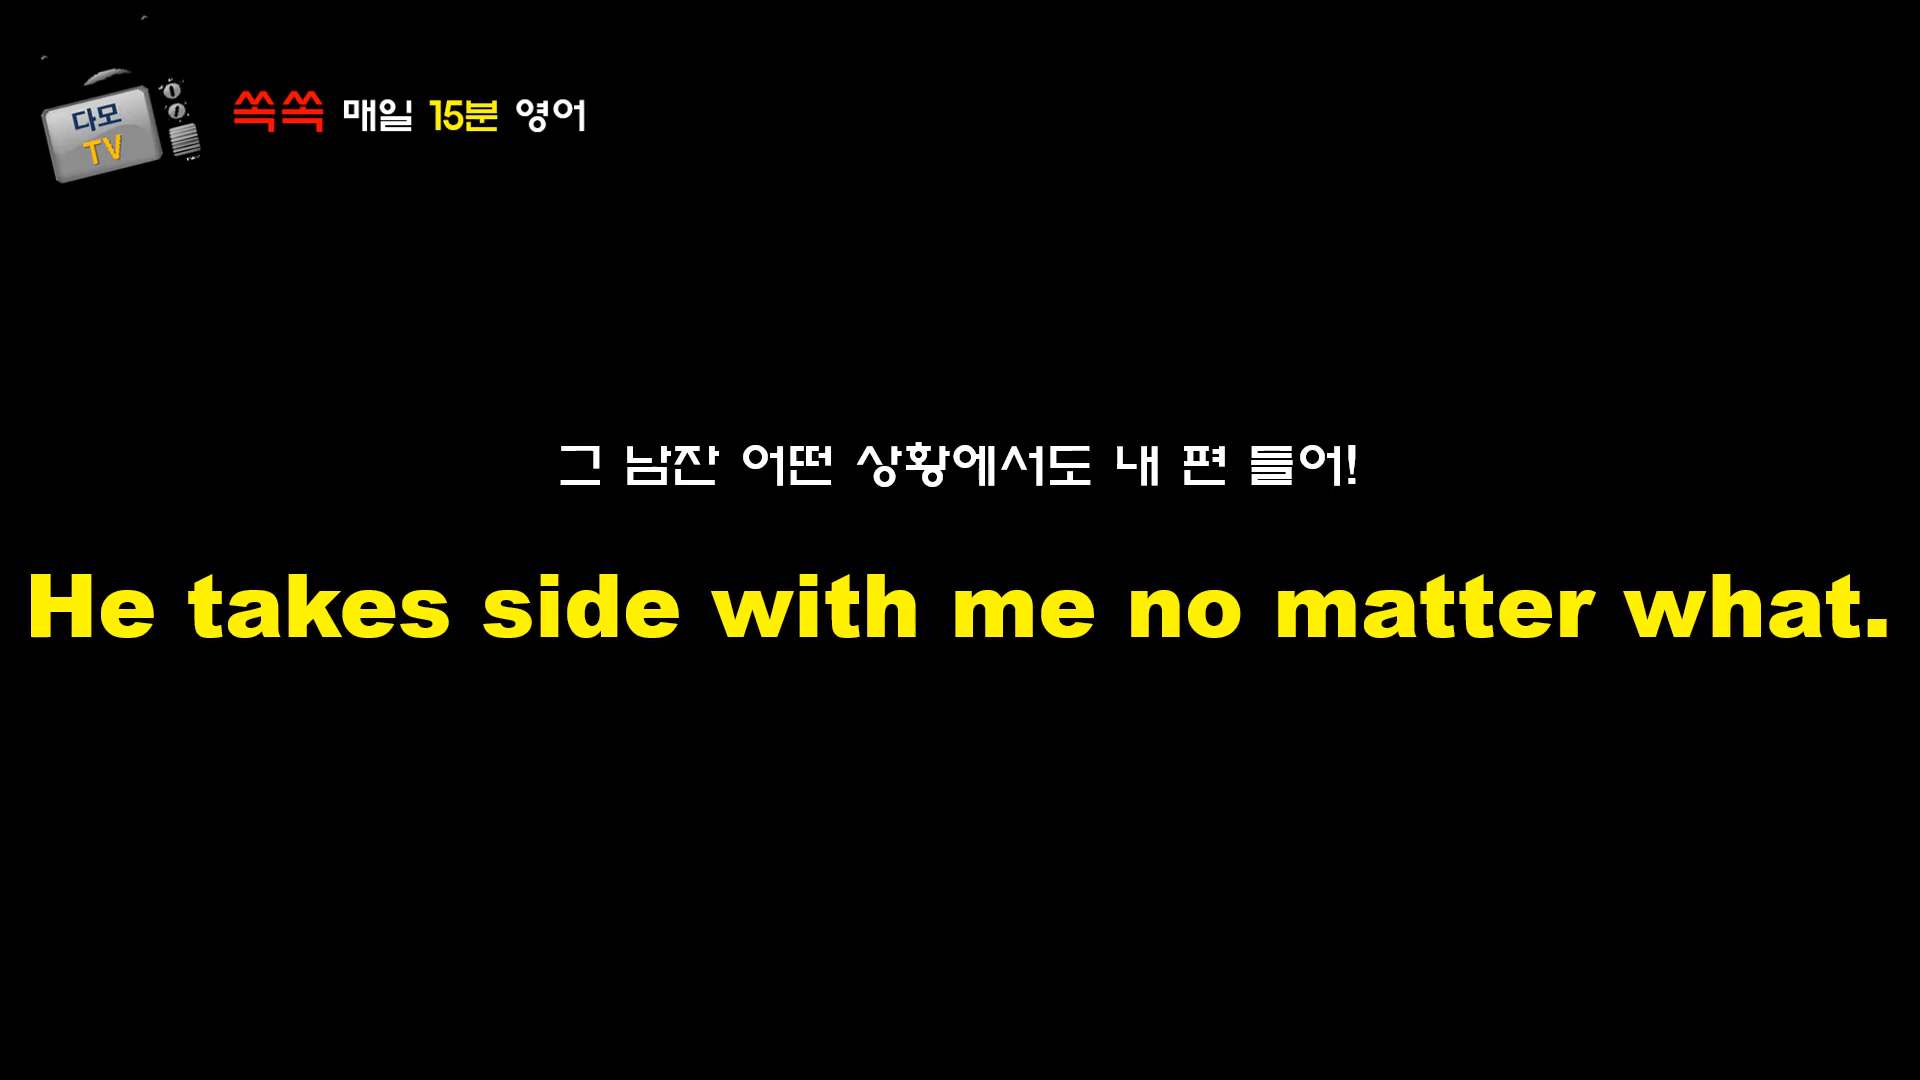 다모
TV
쏙쏙 매일 15분 영어
그 남잔 어떤 상황에서도 내 편 들어!
He takes side with me no matter what.